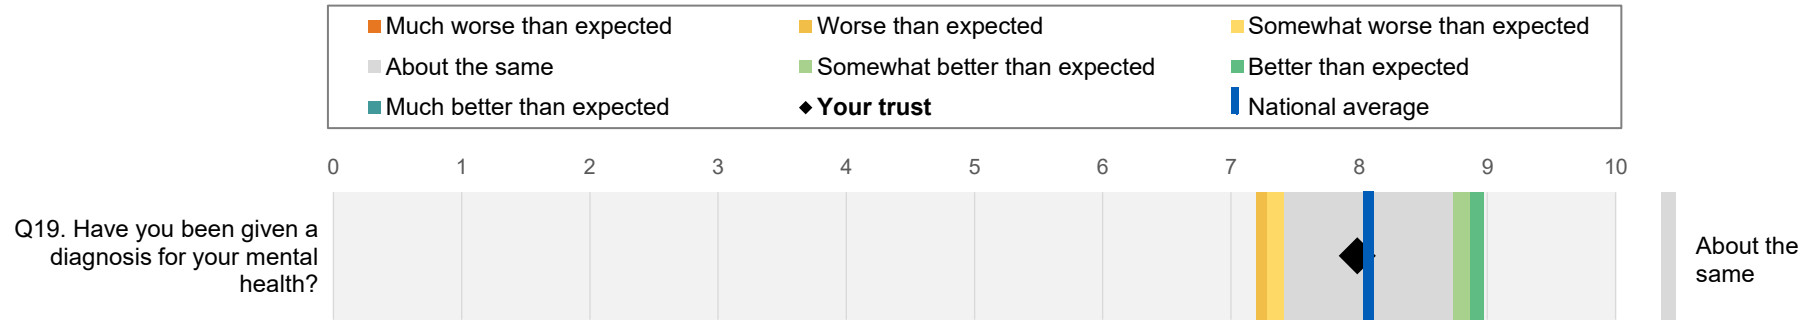 Much worse than expected
Worse than expected
Somewhat worse than expected
About the same
Somewhat better than expected
Better than expected
Much better than expected
Your trust
National average
0 1 2 3 4 5 6 7 8 9 10
Q19. Have you been given a
diagnosis for your mental
health?
About the
same